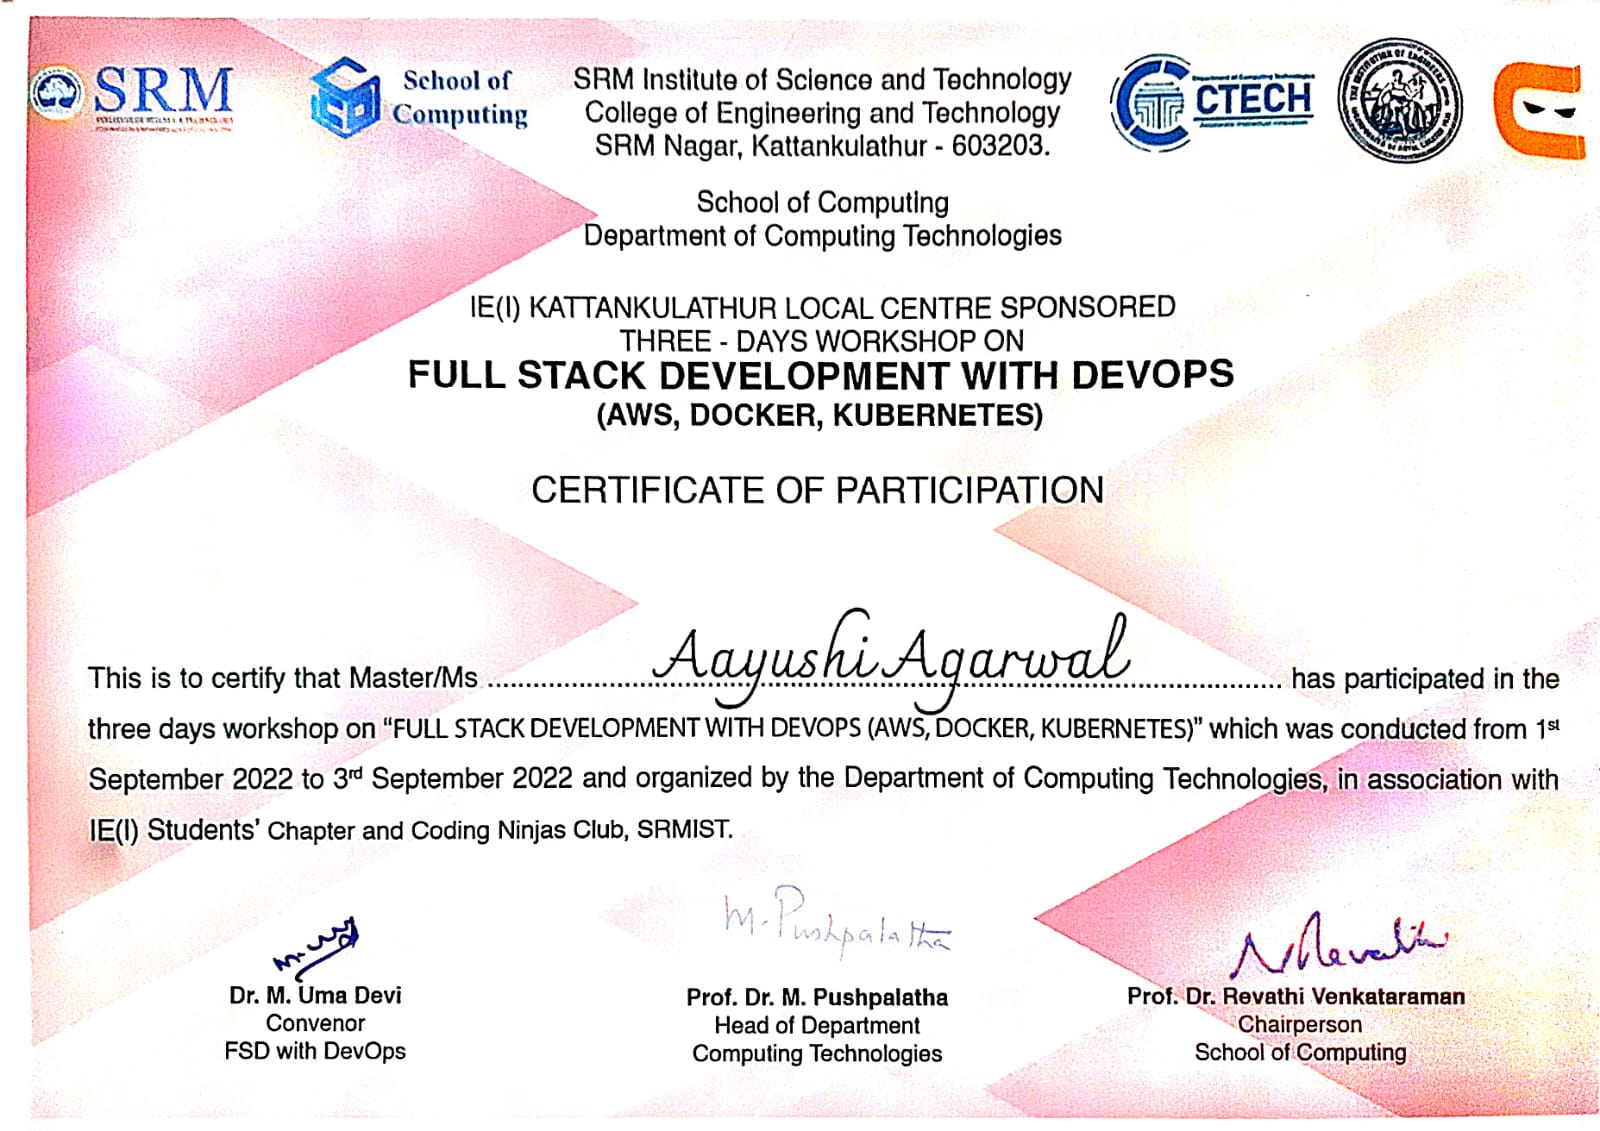 SRM
School of
Computing
SRM Institute of Science and Technology
College of Engineering and Technology
SRM Nagar, Kattankulathur - 603203.
CTECH
School of Computing
Department of Computing Technologies
IE(I) KATTANKULATHUR LOCAL CENTRE SPONSORED
THREE - DAYS WORKSHOP ON
FULL STACK DEVELOPMENT WITH DEVOPS
(AWS, DOCKER, KUBERNETES)
CERTIFICATE OF PARTICIPATION
This is to certify that Master/Ms Aayushi Agarwal has participated in the
three days workshop on “FULL STACK DEVELOPMENT WITH DEVOPS (AWS, DOCKER, KUBERNETES)” which was conducted from 1st
September 2022 to 3rd September 2022 and organized by the Department of Computing Technologies, in association with
IE(I) Students’ Chapter and Coding Ninjas Club, SRMIST.
M. Pushpalatha
Dr. M. Uma Devi
Convenor
FSD with DevOps
Prof. Dr. M. Pushpalatha
Head of Department
Computing Technologies
Prof. Dr. Revathi Venkataraman
Chairperson
School of Computing